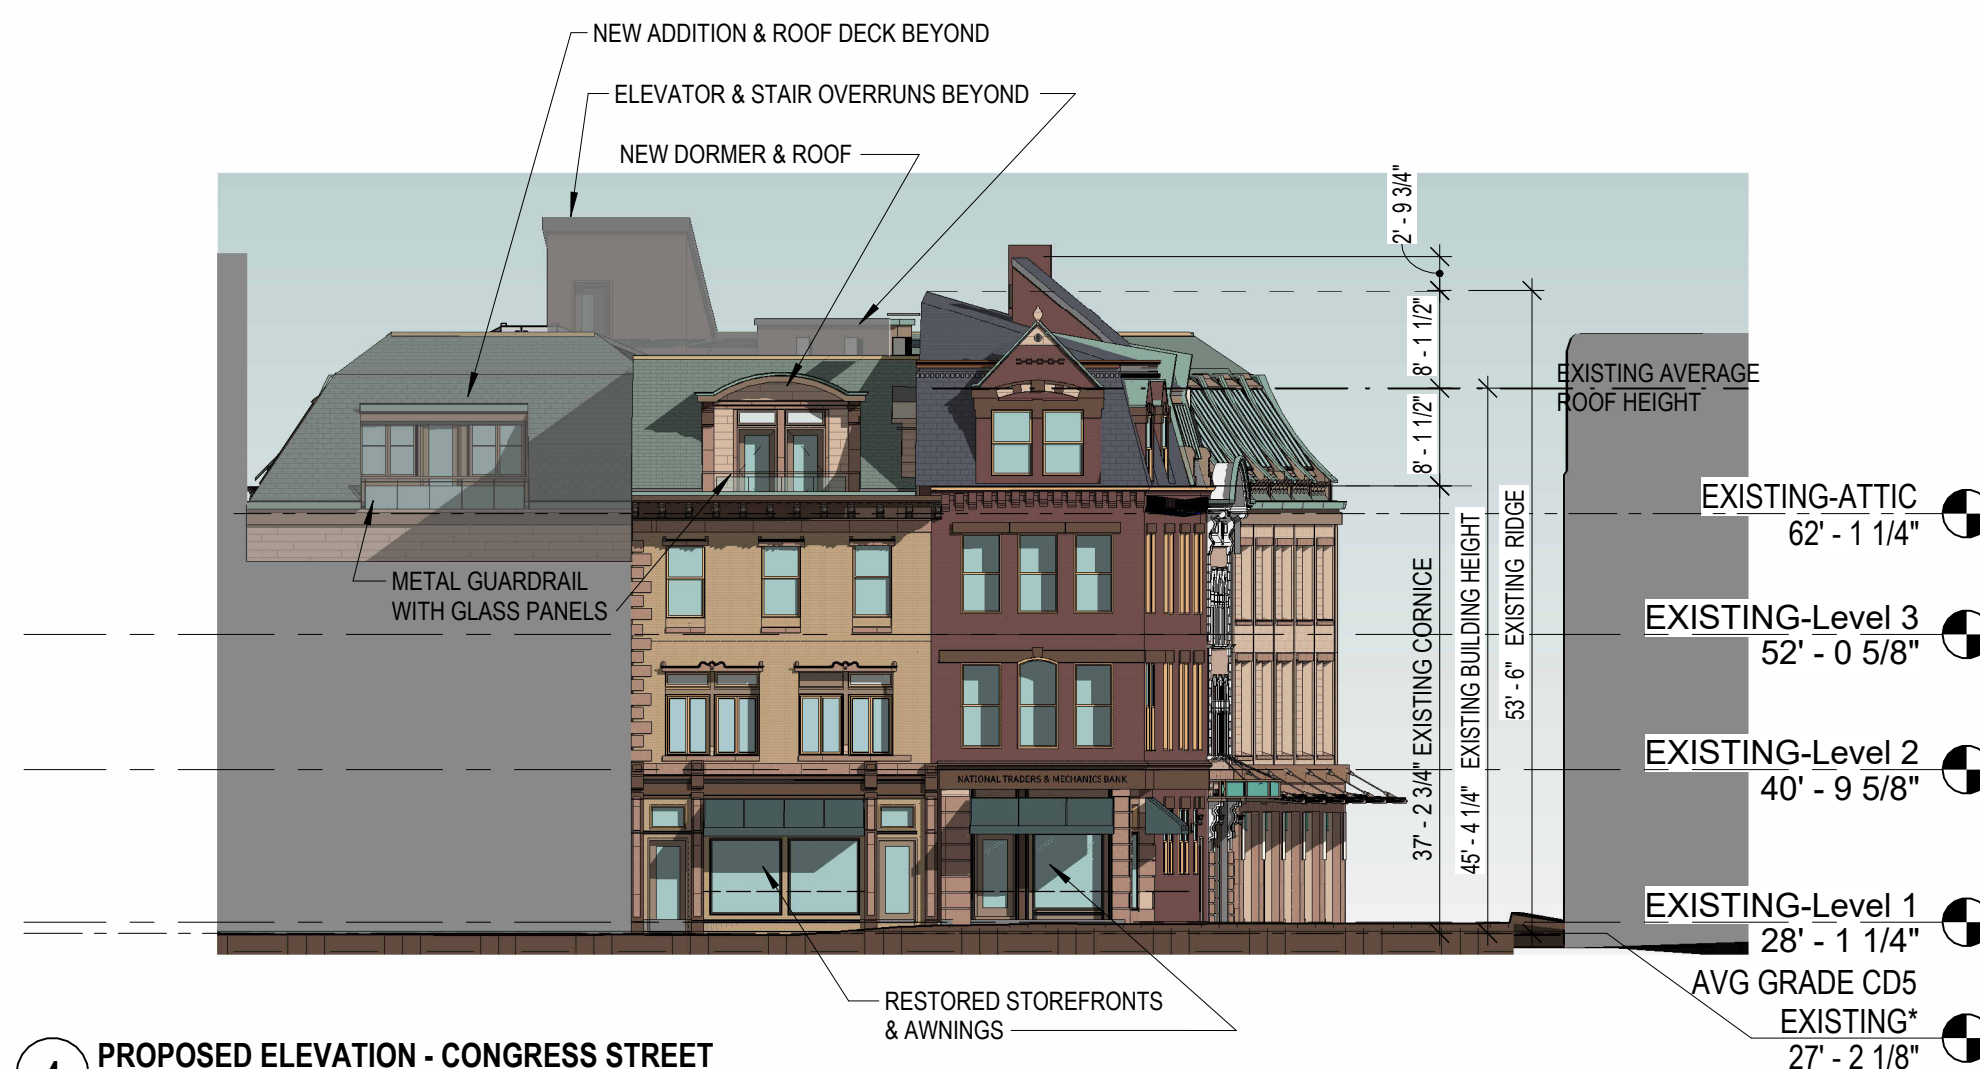 NEW ADDITION & ROOF DECK BEYOND
ELEVATOR & STAIR OVERRUNS BEYOND
NEW DORMER & ROOF
2' - 9 3/4"
8' - 1 1/2"
8' - 1 1/2"
EXISTING AVERAGE
ROOF HEIGHT
37' - 2 3/4" EXISTING CORNICE
45' - 4 1/4" EXISTING BUILDING HEIGHT
53' - 6" EXISTING RIDGE
EXISTING-ATTIC
62' - 1 1/4"
METAL GUARDRAIL
WITH GLASS PANELS
EXISTING-Level 3
52' - 0 5/8"
EXISTING-Level 2
40' - 9 5/8"
NATIONAL TRADERS & MECHANICS BANK
EXISTING-Level 1
28' - 1 1/4"
AVG GRADE CD5
EXISTING*
27' - 2 1/8"
RESTORED STOREFRONTS
& AWNINGS
PROPOSED ELEVATION - CONGRESS STREET